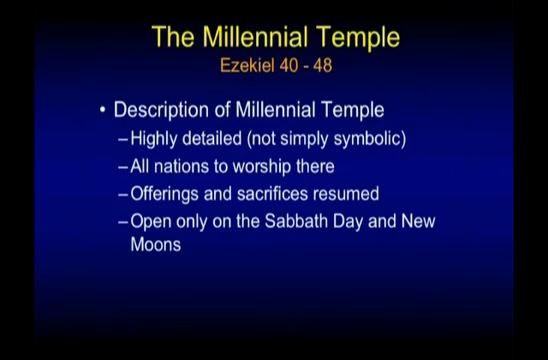 The Millennial Temple
Ezekiel 40 - 48
• Description of Millennial Temple
–Highly detailed (not simply symbolic)
–All nations to worship there
–Offerings and sacrifices resumed
–Open only on the Sabbath Day and New
Moons